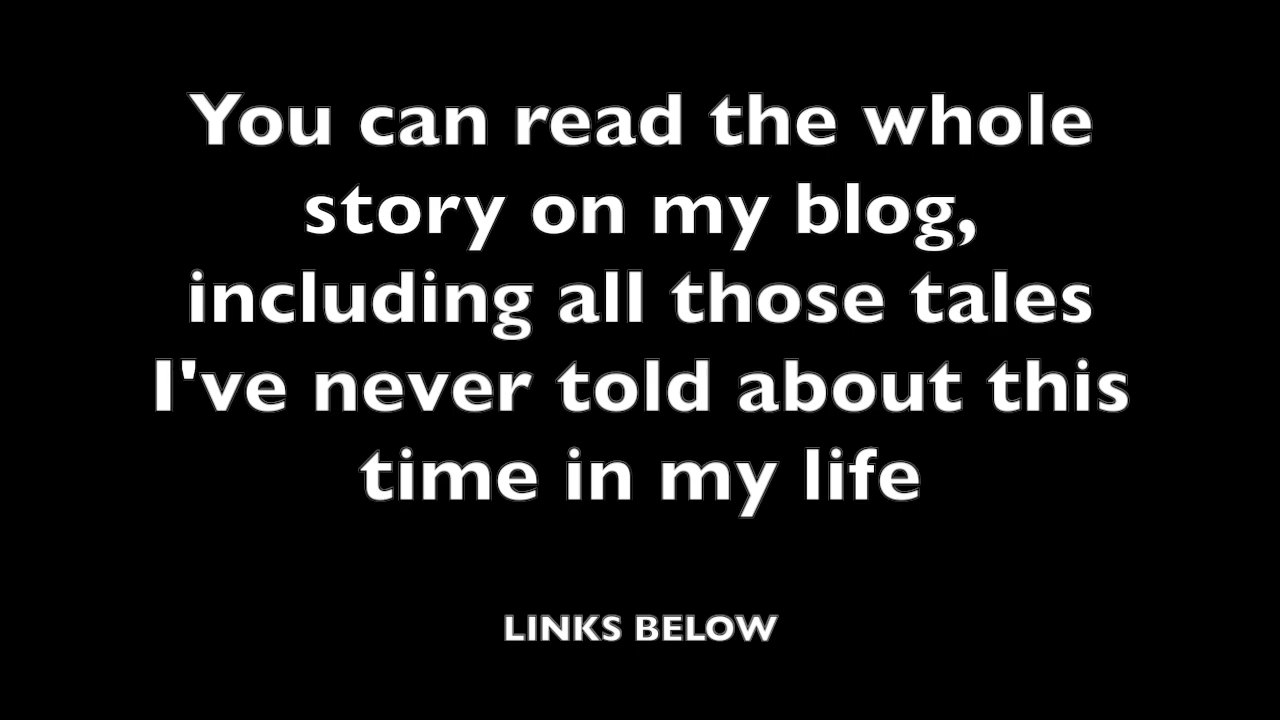 You can read the whole
story on my blog,
including all those tales
I've never told about this
time in my life
LINKS BELOW